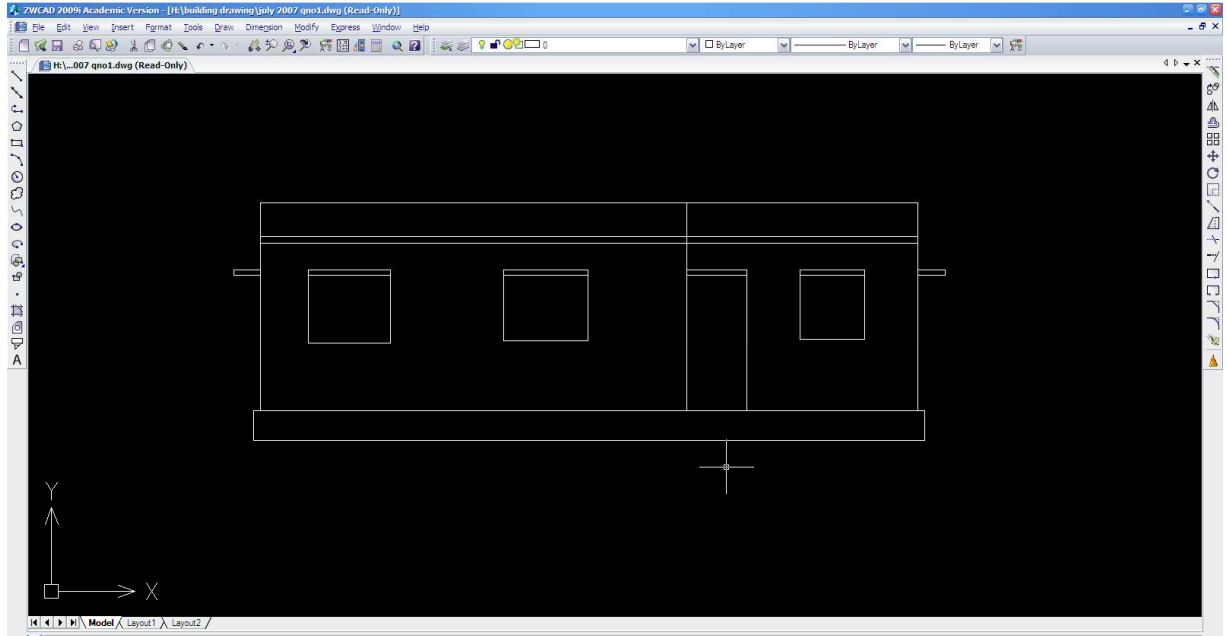 ZWCAD 2009i Academic Version - [H:\building drawing\july 2007 qno1.dwg (Read-Only)]
File Edit View Insert Format Tools Draw Dimension Modify Express Window Help
0 ByLayer ByLayer ByLayer
H:\...007 qno1.dwg (Read-Only)
A
Y
X
Model Layout1 Layout2